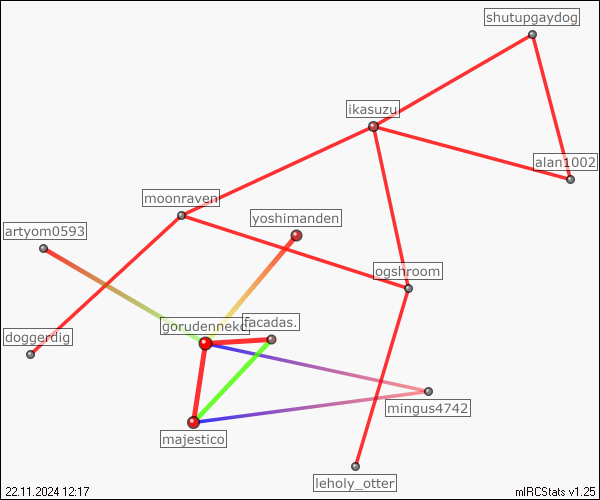 shutupgaydog
ikasuzu
alan1002
moonraven
yoshimanden
artyom0593
ogshroom
gorudenneko
facadas.
doggerdig
mingus4742
majestico
leholy_otter
22.11.2024 12:17
mIRCStats v1.25